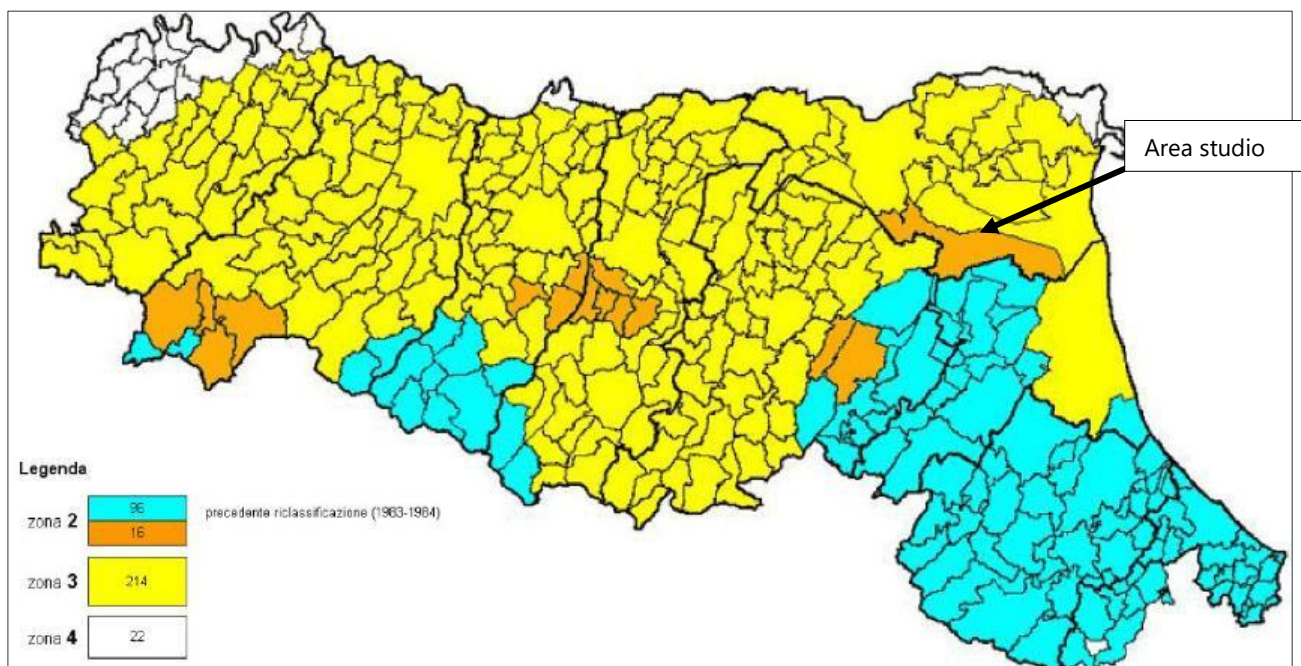 Area studio
Legenda
zona 2
96
precedente riclassificazione (1983-1984)
16
zona 3
214
zona 4
22